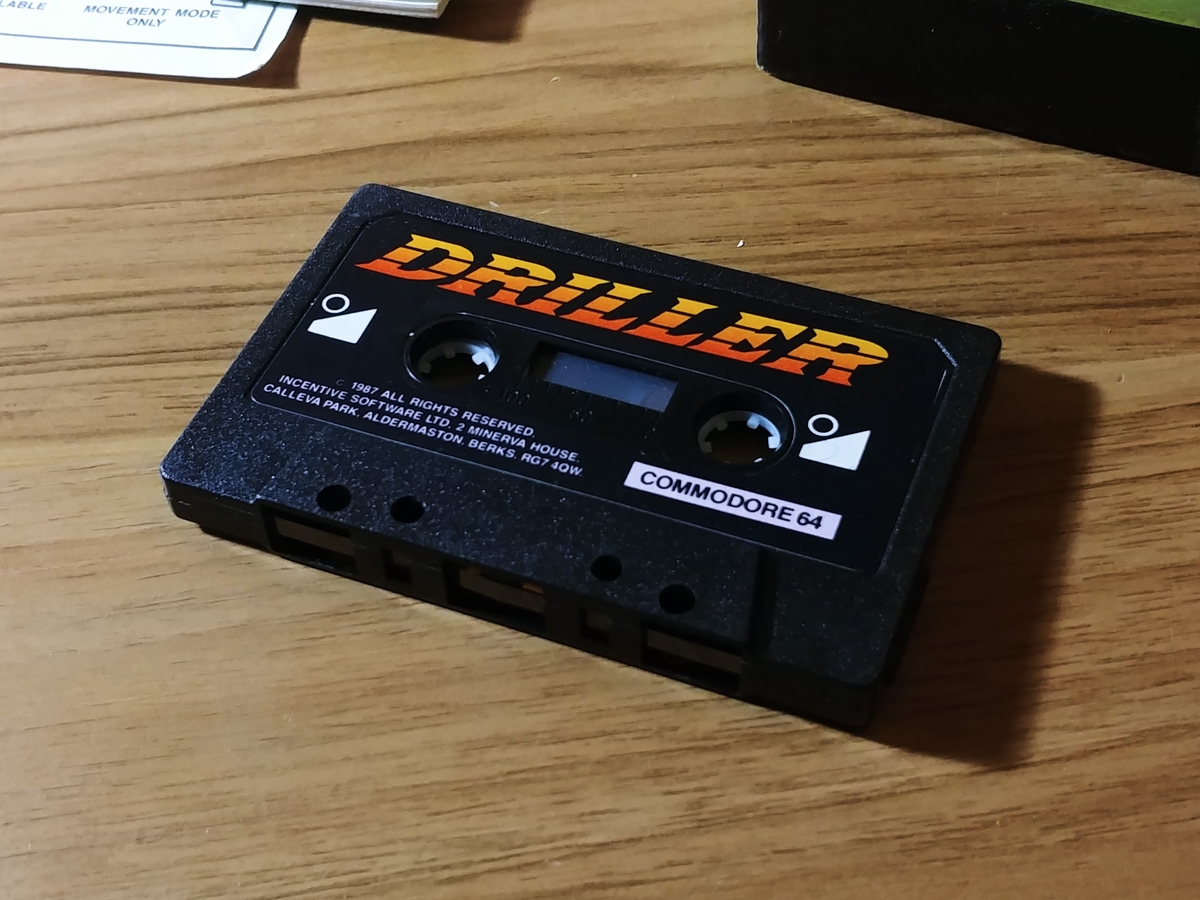 MOVEMENT MODE
ONLY
DRILLER
© 1987 ALL RIGHTS RESERVED.
INCENTIVE SOFTWARE LTD. 2 MINERVA HOUSE,
CALLEVA PARK, ALDERMASTON, BERKS. RG7 4QW.
COMMODORE 64